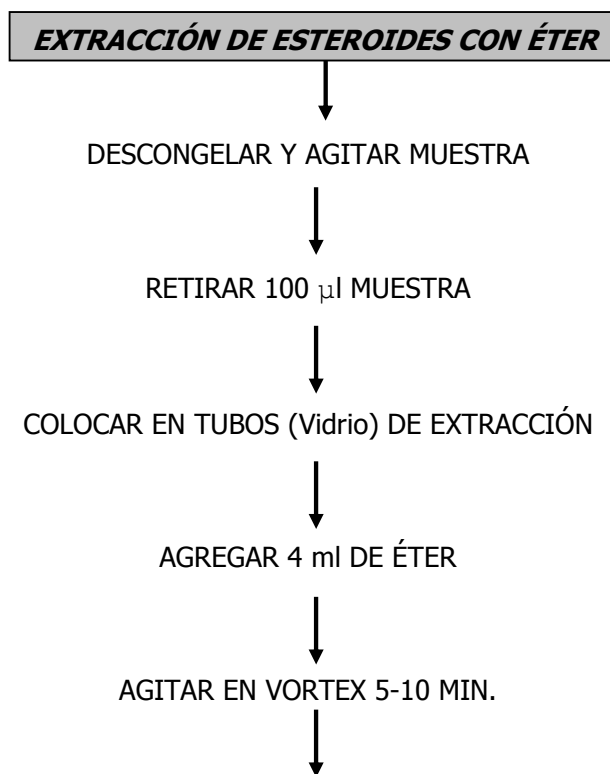 EXTRACCIÓN DE ESTEROIDES CON ÉTER
DESCONGELAR Y AGITAR MUESTRA
RETIRAR 100 μl MUESTRA
COLOCAR EN TUBOS (Vidrio) DE EXTRACCIÓN
AGREGAR 4 ml DE ÉTER
AGITAR EN VORTEX 5-10 MIN.